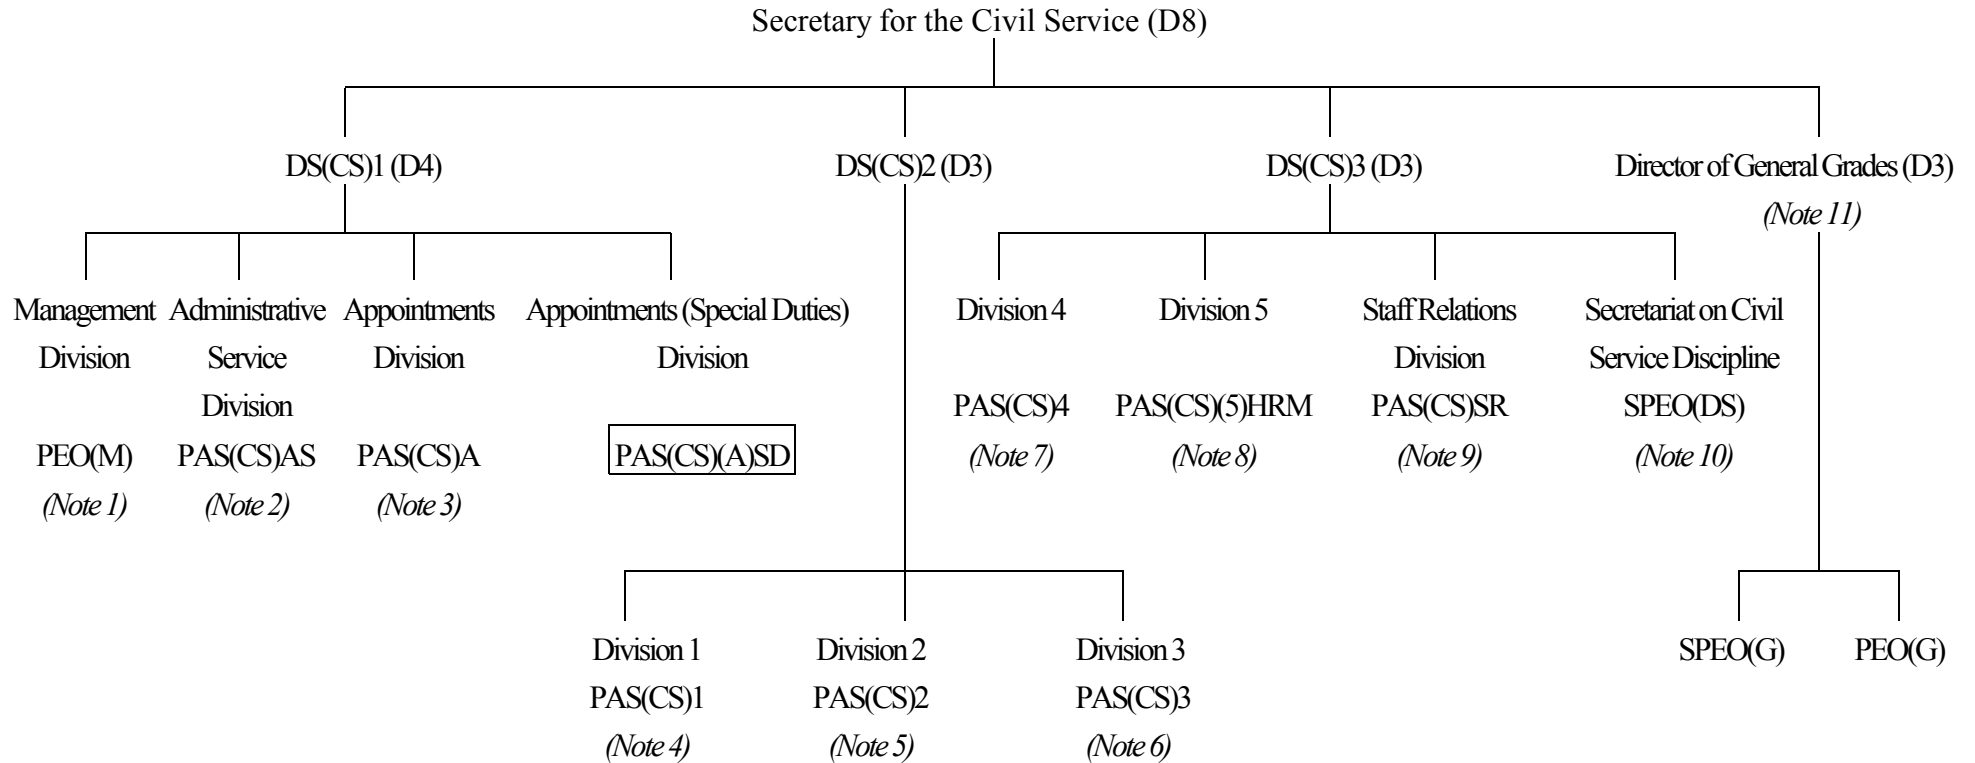 Secretary for the Civil Service (D8)
DS(CS)1 (D4)
DS(CS)2 (D3)
DS(CS)3 (D3)
Director of General Grades (D3)
(Note 11)
Management
Division
PEO(M)
(Note 1)
Administrative
Service
Division
PAS(CS)AS
(Note 2)
Appointments
Division
PAS(CS)A
(Note 3)
Appointments (Special Duties)
Division
PAS(CS)(A)SD
Division 4
PAS(CS)4
(Note 7)
Division 5
PAS(CS)(5)HRM
(Note 8)
Staff Relations
Division
PAS(CS)SR
(Note 9)
Secretariat on Civil
Service Discipline
SPEO(DS)
(Note 10)
Division 1
PAS(CS)1
(Note 4)
Division 2
PAS(CS)2
(Note 5)
Division 3
PAS(CS)3
(Note 6)
SPEO(G)
PEO(G)